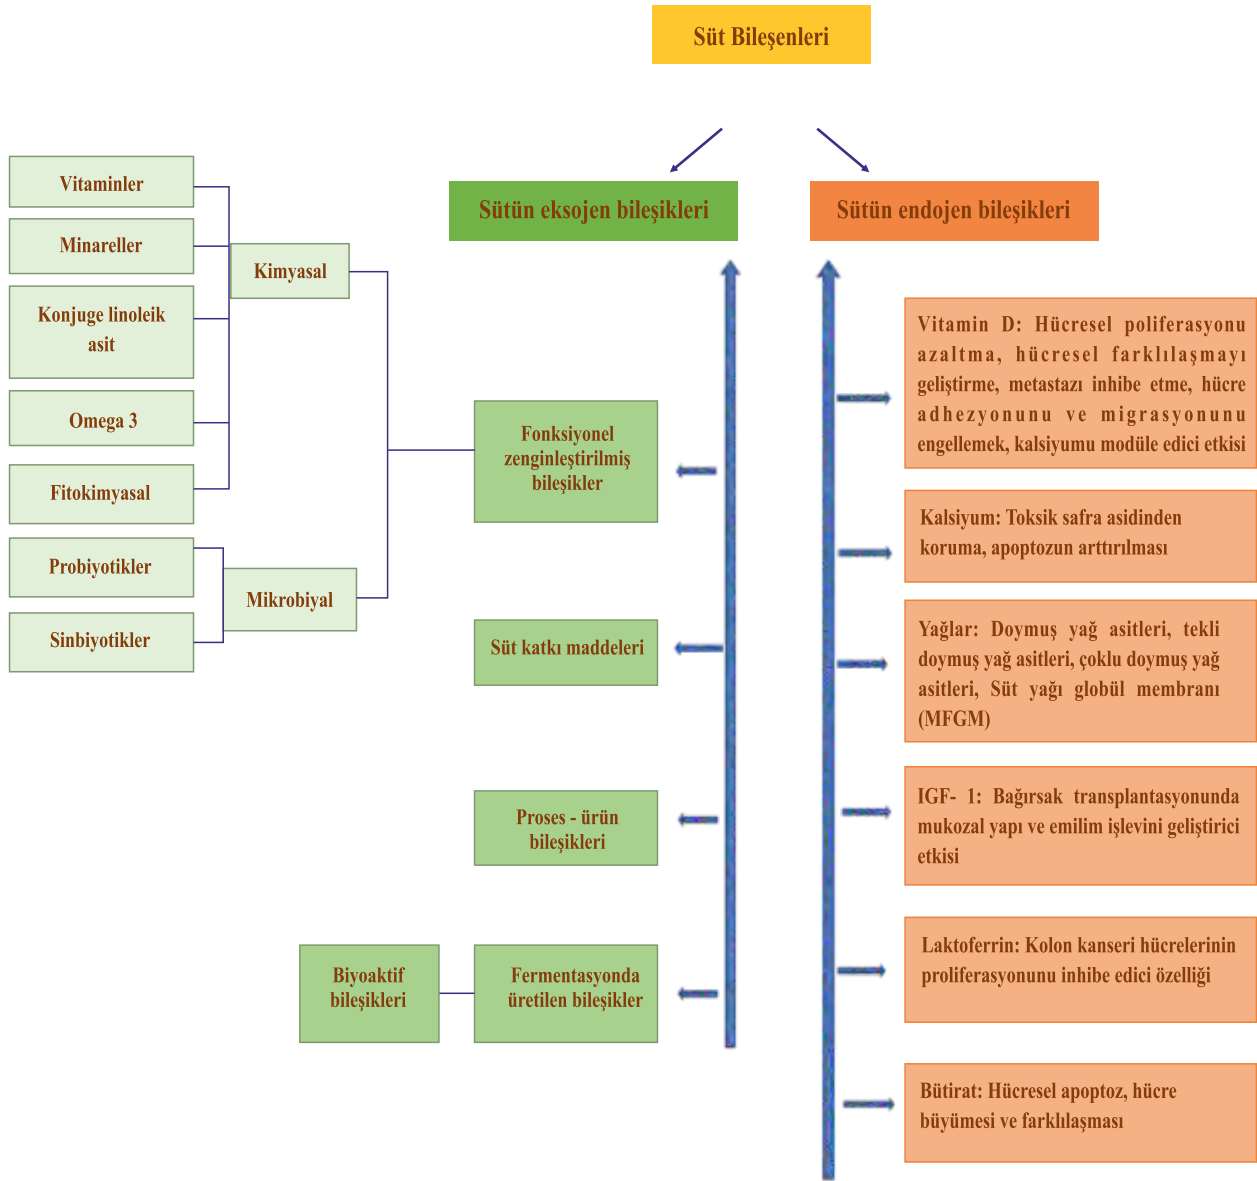 Süt Bileşenleri
Sütün eksojen bileşikleri
Sütün endojen bileşikleri
Vitaminler
Minareller
Konjuge linoleik
asit
Omega 3
Fitokimyasal
Probiyotikler
Sinbiyotikler
Kimyasal
Mikrobiyal
Fonksiyonel
zenginleştirilmiş
bileşikler
Süt katkı maddeleri
Proses - ürün
bileşikleri
Biyoaktif
bileşikleri
Fermentasyonda
üretilen bileşikler
Vitamin D: Hücresel poliferasyonu
azaltma, hücresel farklılaşmayı
geliştirme, metastazı inhibe etme, hücre
adhezyonunu ve migrasyonunu
engellemek, kalsiyumu modüle edici etkisi
Kalsiyum: Toksik safra asidinden
koruma, apoptozun arttırılması
Yağlar: Doymuş yağ asitleri, tekli
doymuş yağ asitleri, çoklu doymuş yağ
asitleri, Süt yağı globül membranı
(MFGM)
IGF- 1: Bağırsak transplantasyonunda
mukozal yapı ve emilim işlevini geliştirici
etkisi
Laktoferrin: Kolon kanseri hücrelerinin
proliferasyonunu inhibe edici özelliği
Bütirat: Hücresel apoptoz, hücre
büyümesi ve farklılaşması